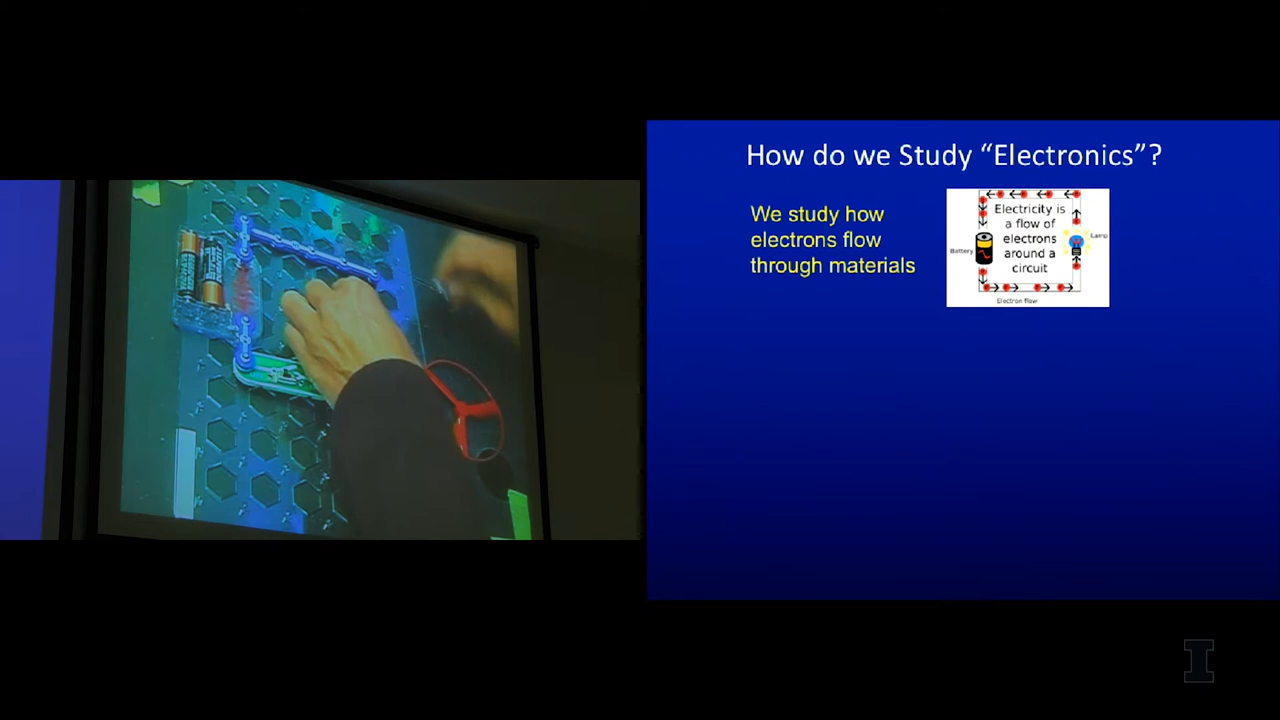 How do we Study “Electronics”?
We study how
electrons flow
through materials
Electricity is
a flow of
electrons
around a
circuit
Battery
Lamp
Electron flow
I